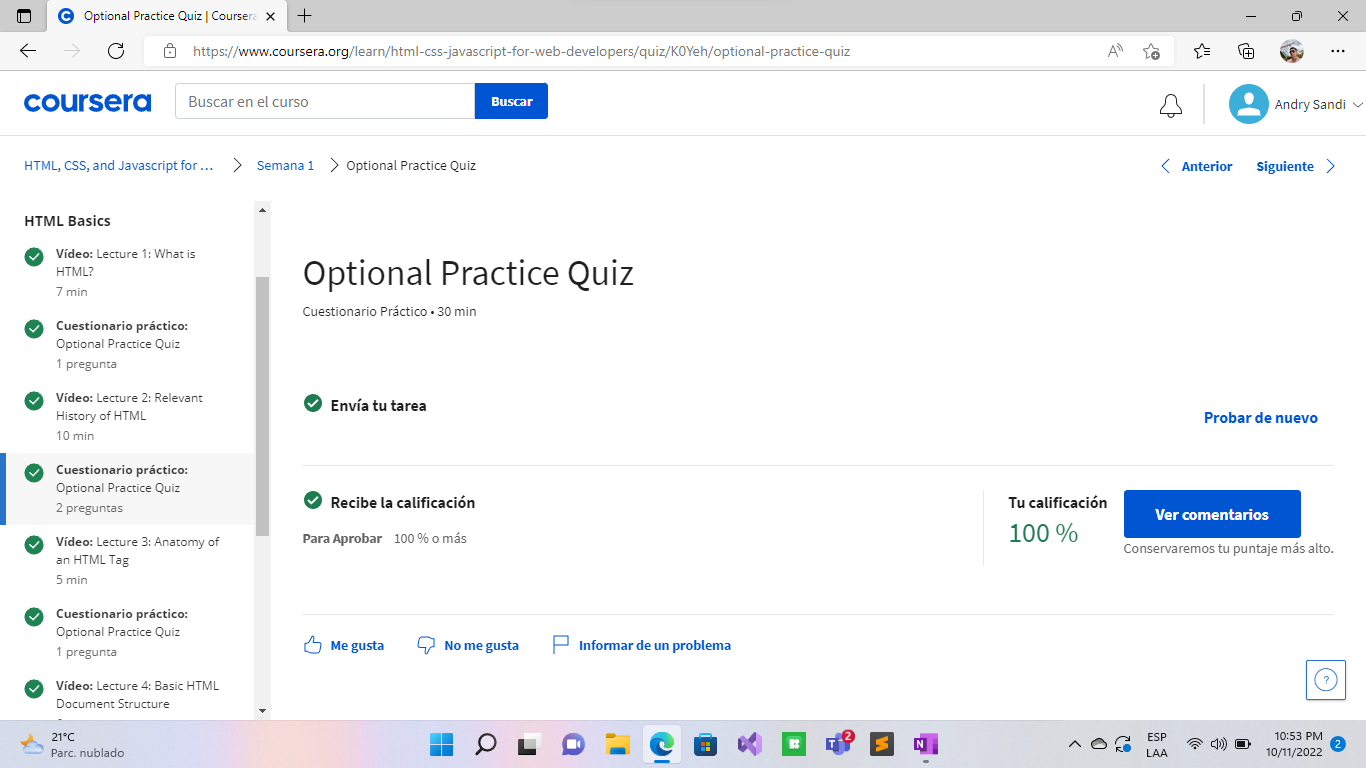 Optional Practice Quiz | Coursera
https://www.coursera.org/learn/html-css-javascript-for-web-developers/quiz/K0Yeh/optional-practice-quiz
coursera
Buscar en el curso
Buscar
Andry Sandi
HTML, CSS, and Javascript for ...
Semana 1
Optional Practice Quiz
Anterior
Siguiente
HTML Basics
Vídeo: Lecture 1: What is
HTML?
7 min
Cuestionario práctico:
Optional Practice Quiz
1 pregunta
Vídeo: Lecture 2: Relevant
History of HTML
10 min
Cuestionario práctico:
Optional Practice Quiz
2 preguntas
Vídeo: Lecture 3: Anatomy of
an HTML Tag
5 min
Cuestionario práctico:
Optional Practice Quiz
1 pregunta
Vídeo: Lecture 4: Basic HTML
Document Structure
Optional Practice Quiz
Cuestionario Práctico • 30 min
Envía tu tarea
Probar de nuevo
Recibe la calificación
Para Aprobar 100 % o más
Tu calificación
100 %
Ver comentarios
Conservaremos tu puntaje más alto.
Me gusta
No me gusta
Informar de un problema
21°C
Parc. nublado
2
ESP
LAA
10:53 PM
10/11/2022
2